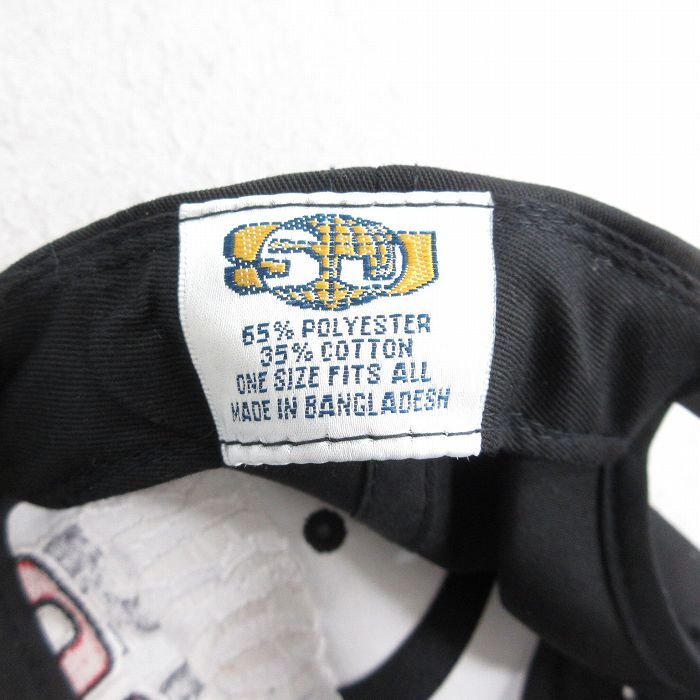 65% POLYESTER
35% COTTON
ONE SIZE FITS ALL
MADE IN BANGLADESH